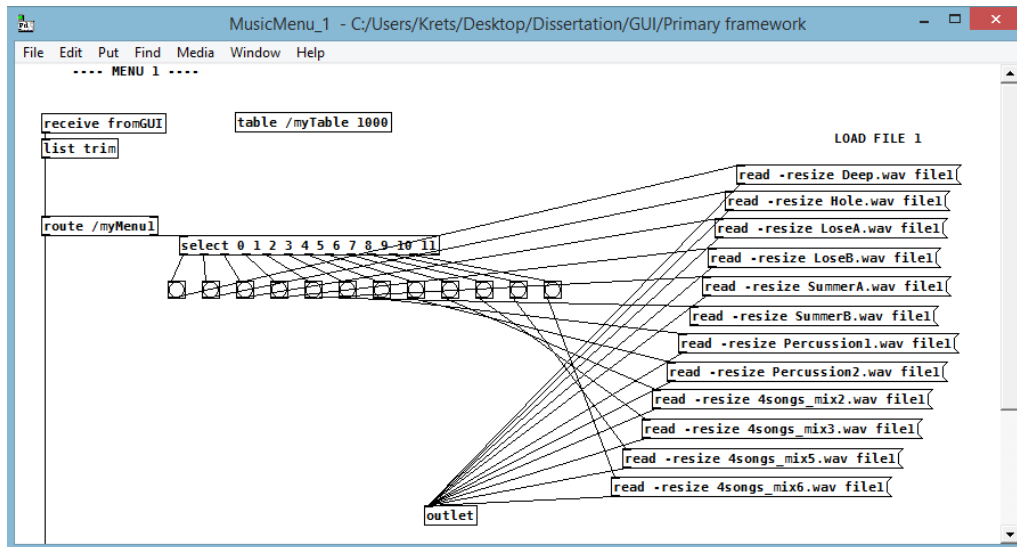 MusicMenu_1 - C:/Users/Krets/Desktop/Dissertation/GUI/Primary framework
File Edit Put Find Media Window Help
---- MENU 1 ----
receive fromGUI
table /myTable 1000
list trim
LOAD FILE 1
read -resize Deep.wav file1
read -resize Hole.wav file1
route /myMenu1
read -resize LoseA.wav file1
select 0 1 2 3 4 5 6 7 8 9 10 11
read -resize LoseB.wav file1
read -resize SummerA.wav file1
read -resize SummerB.wav file1
read -resize Percussion1.wav file1
read -resize Percussion2.wav file1
read -resize 4songs_mix2.wav file1
read -resize 4songs_mix3.wav file1
read -resize 4songs_mix5.wav file1
read -resize 4songs_mix6.wav file1
outlet